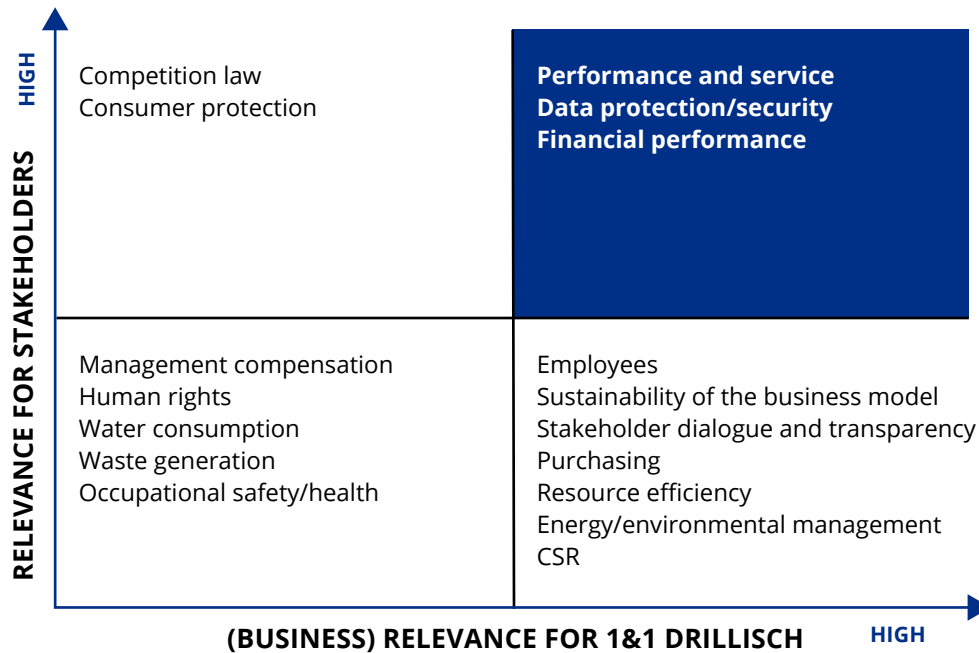 HIGH
RELEVANCE FOR STAKEHOLDERS
Competition law
Consumer protection
Performance and service
Data protection/security
Financial performance
Management compensation
Human rights
Water consumption
Waste generation
Occupational safety/health
Employees
Sustainability of the business model
Stakeholder dialogue and transparency
Purchasing
Resource efficiency
Energy/environmental management
CSR
(BUSINESS) RELEVANCE FOR 1&1 DRILLISCH
HIGH